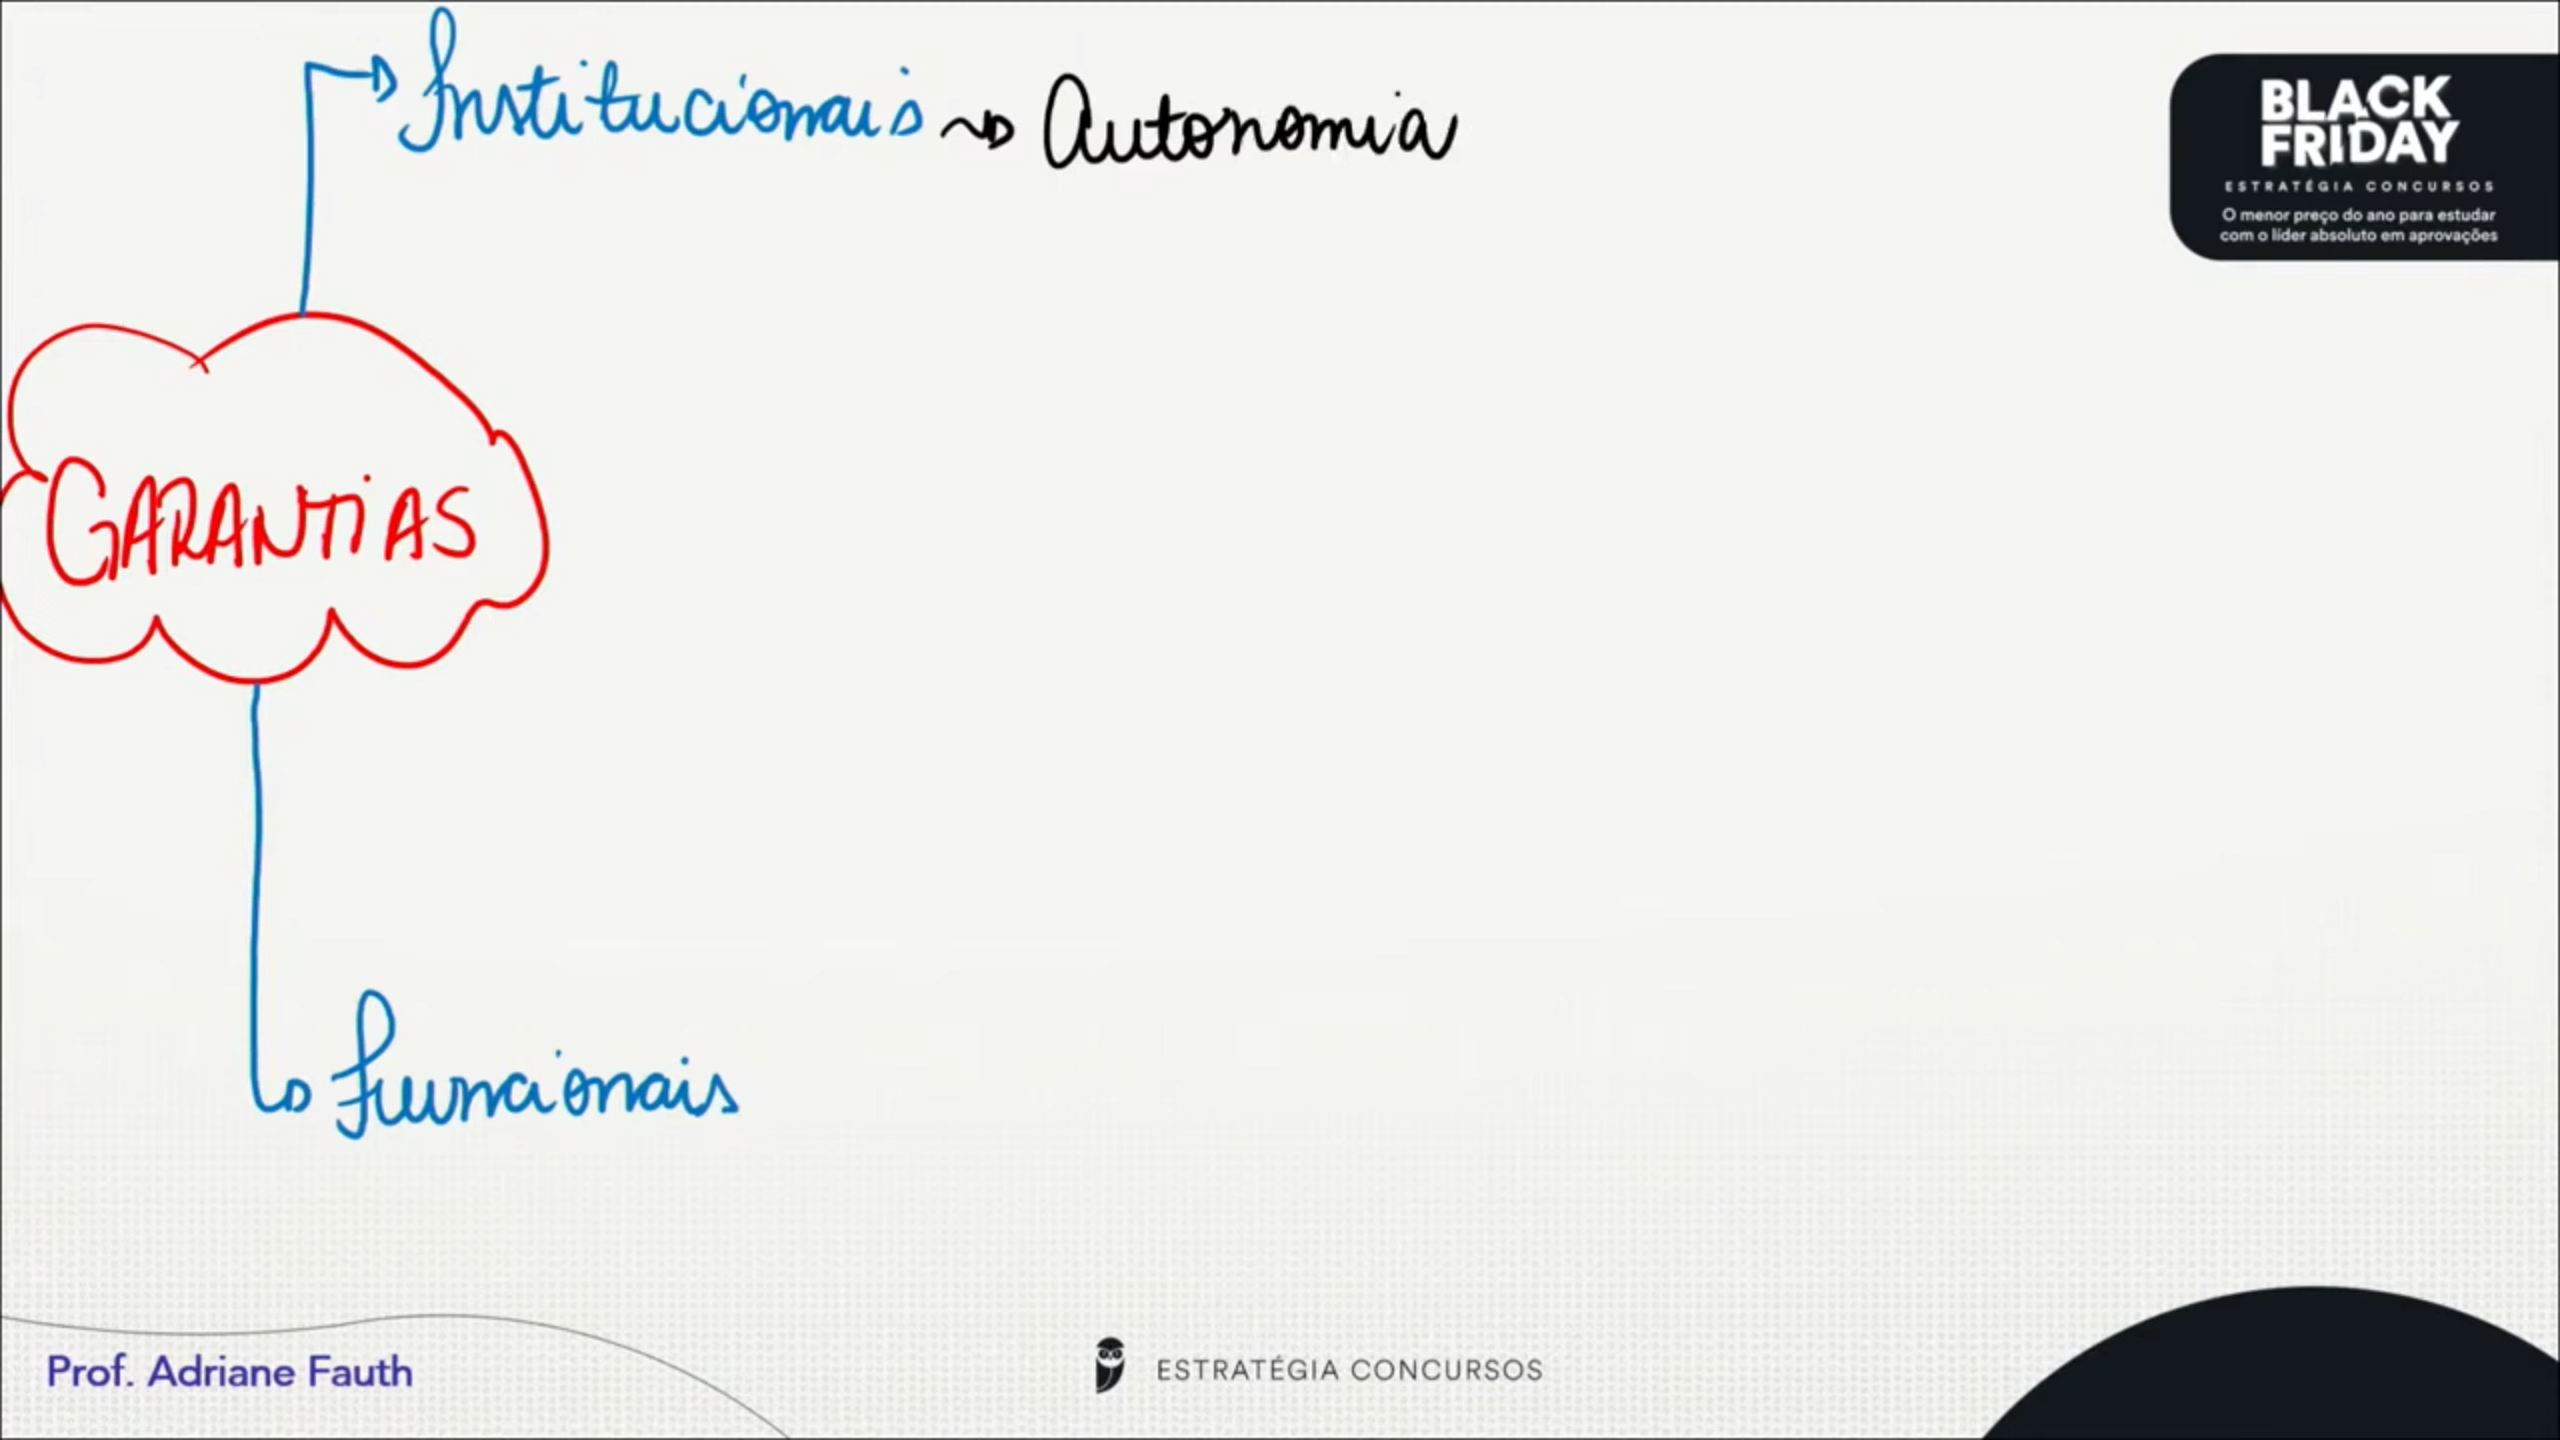 Institucionais
Autonomia
BLACK
FRIDAY
ESTRATÉGIA CONCURSOS
O menor preço do ano para estudar
com o líder absoluto em aprovações
GARANTIAS
Funcionais
Prof. Adriane Fauth
ESTRATÉGIA CONCURSOS